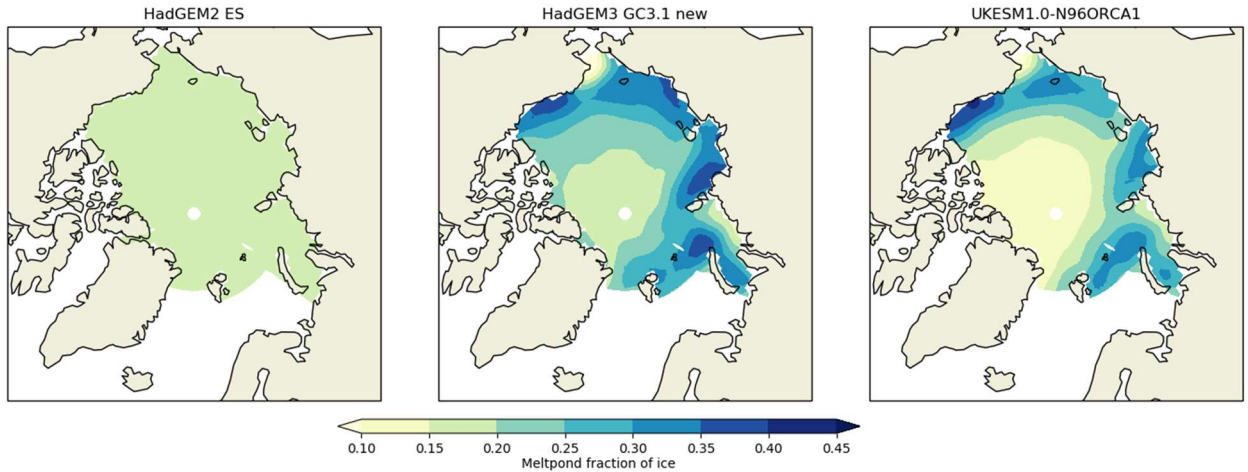 HadGEM2 ES
HadGEM3 GC3.1 new
UKESM1.0-N96ORCA1
0.10 0.15 0.20 0.25 0.30 0.35 0.40 0.45
Meltpond fraction of ice